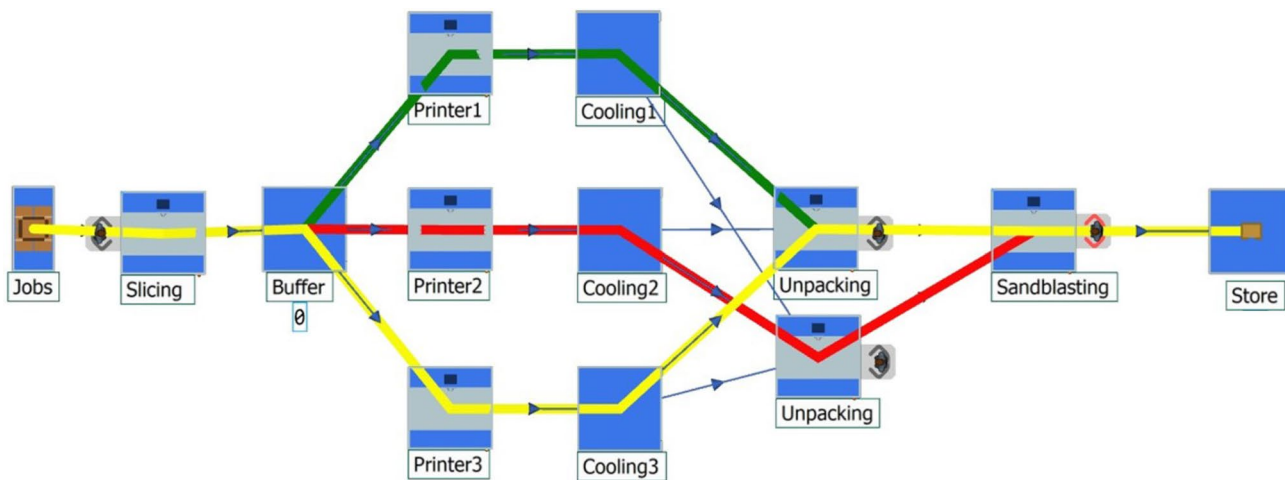 Printer1
Cooling1
Jobs
Slicing
Buffer
0
Printer2
Cooling2
Unpacking
Sandblasting
Store
Unpacking
Printer3
Cooling3